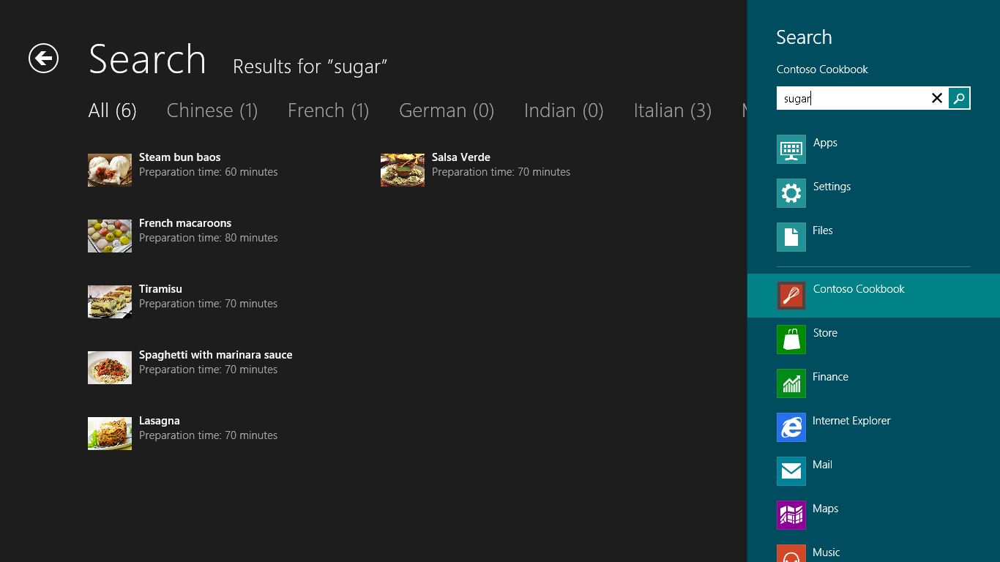 Search Results for "sugar"
All (6) Chinese (1) French (1) German (0) Indian (0) Italian (3)
Steam bun baos
Preparation time: 60 minutes
French macaroons
Preparation time: 80 minutes
Tiramisu
Preparation time: 70 minutes
Spaghetti with marinara sauce
Preparation time: 70 minutes
Lasagna
Preparation time: 70 minutes
Salsa Verde
Preparation time: 70 minutes
Search
Contoso Cookbook
sugar
Apps
Settings
Files
Contoso Cookbook
Store
Finance
Internet Explorer
Mail
Maps
Music